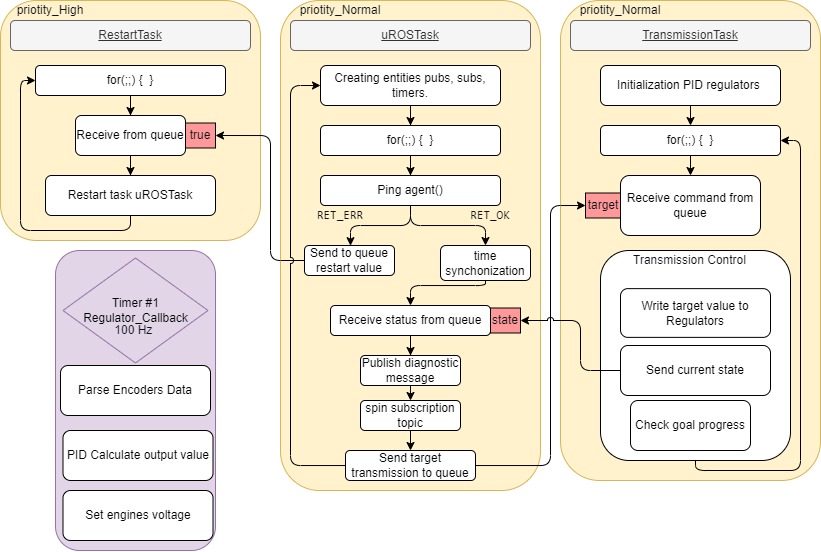 priotity_High
RestartTask
for(;;) {  }
Receive from queue
true
Restart task uROSTask
Timer #1
Regulator_Callback
100 Hz
Parse Encoders Data
PID Calculate output value
Set engines voltage
priotity_Normal
uROSTask
Creating entities pubs, subs,
timers.
for(;;) {  }
Ping agent()
RET_ERR
RET_OK
Send to queue
restart value
time
synchonization
Receive status from queue
state
Publish diagnostic
message
spin subscription
topic
Send target
transmission to queue
priotity_Normal
TransmissionTask
Initialization PID regulators
for(;;) {  }
target
Receive command from
queue
Transmission Control
Write target value to
Regulators
Send current state
Check goal progress